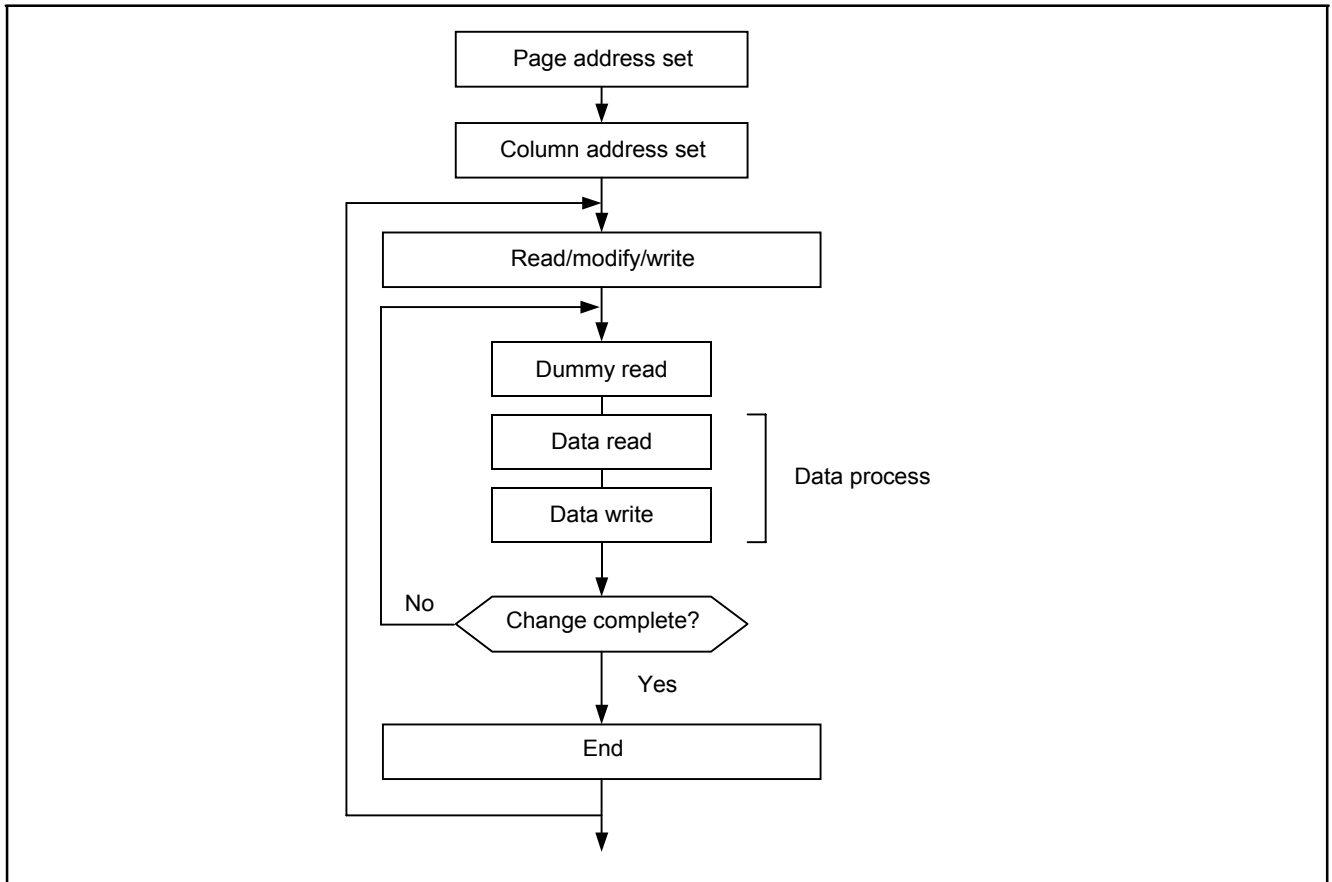 Page address set
Column address set
Read/modify/write
Dummy read
Data read
Data process
Data write
No
Change complete?
Yes
End